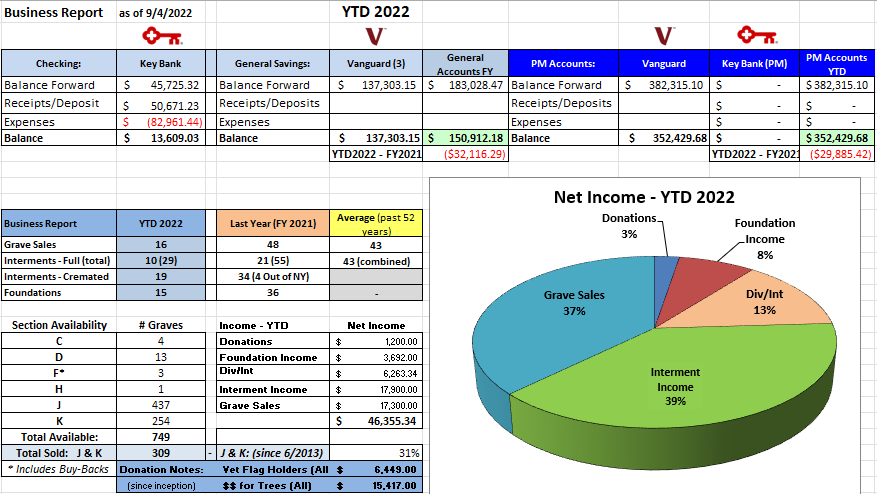 Business Report as of 9/4/2022 YTD 2022
V V
Checking: Key Bank General Savings: Vanguard (3) General Accounts FY PM Accounts: Vanguard Key Bank (PM) PM Accounts YTD
Balance Forward $ 45,725.32 Balance Forward $ 137,303.15 $ 183,028.47 Balance Forward $ 382,315.10 $ - $ 382,315.10
Receipts/Deposit $ 50,671.23 Receipts/Deposits Receipts/Deposits $ - $ -
Expenses $ (82,961.44) Expenses Expenses $ - $ -
Balance $ 13,609.03 Balance $ 137,303.15 $ 150,912.18 Balance $ 352,429.68 $ - $ 352,429.68
YTD2022 - FY2021 ($32,116.29) YTD2022 - FY2021 ($29,885.42)
Business Report YTD 2022 Last Year (FY 2021) Average (past 52 years)
Grave Sales 16 48 43
Interments - Full (total) 10 (29) 21 (55) 43 (combined)
Interments - Cremated 19 34 (4 Out of NY)
Foundations 15 36 -
Section Availability # Graves Income - YTD Net Income
C 4 Donations $ 1,200.00
D 13 Foundation Income $ 3,692.00
F* 3 Div/Int $ 6,263.34
H 1 Interment Income $ 17,900.00
J 437 Grave Sales $ 17,300.00
K 254 $ 46,355.34
Total Available: 749
Total Sold: J & K 309 - J & K: (since 6/2013) 31%
* Includes Buy-Backs Donation Notes: Vet Flag Holders (All $ 6,449.00
(since inception) $$ for Trees (All) $ 15,417.00
Net Income - YTD 2022
Donations
3%
Foundation
Income
8%
Div/Int
13%
Grave Sales
37%
Interment
Income
39%